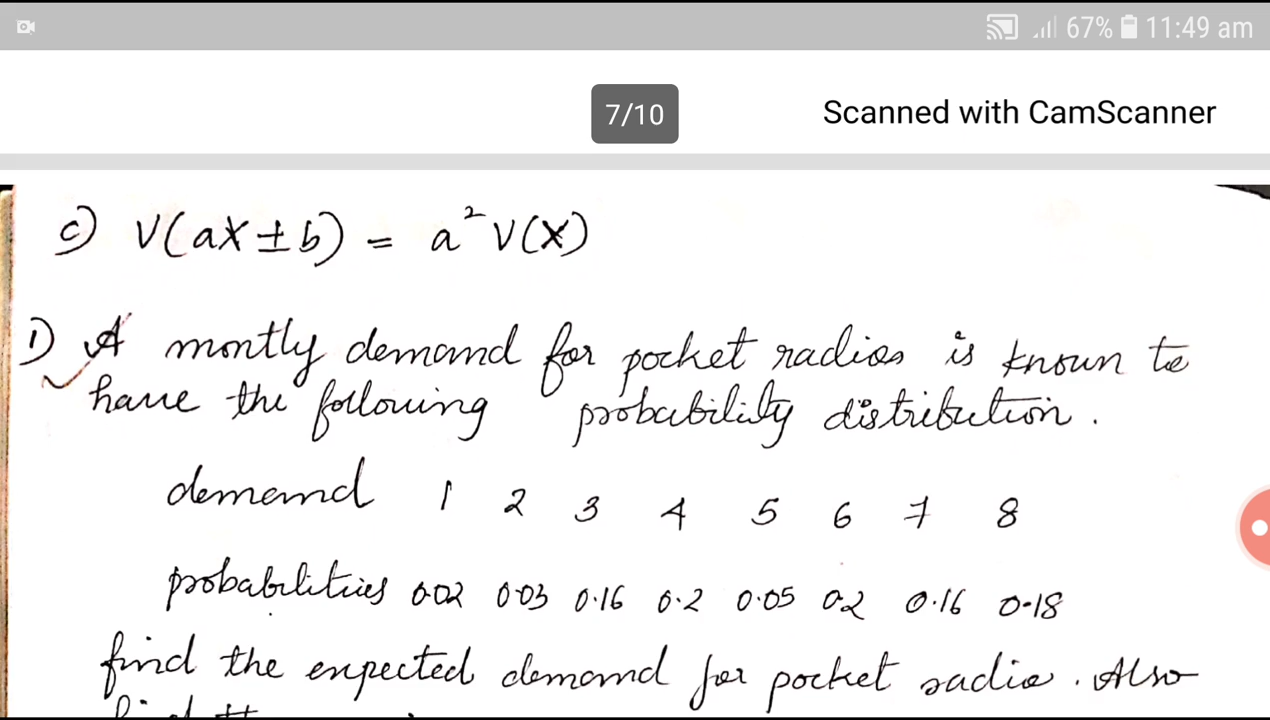 67% 11:49 am
7/10 Scanned with CamScanner
c) V(aX ± b) = a² V(X)
1) A montly demand for pocket radios is known to
have the following probability distribution.
demand 1 2 3 4 5 6 7 8
probabilities 0.02 0.03 0.16 0.2 0.05 0.2 0.16 0.18
find the expected demand for pocket radio. Also